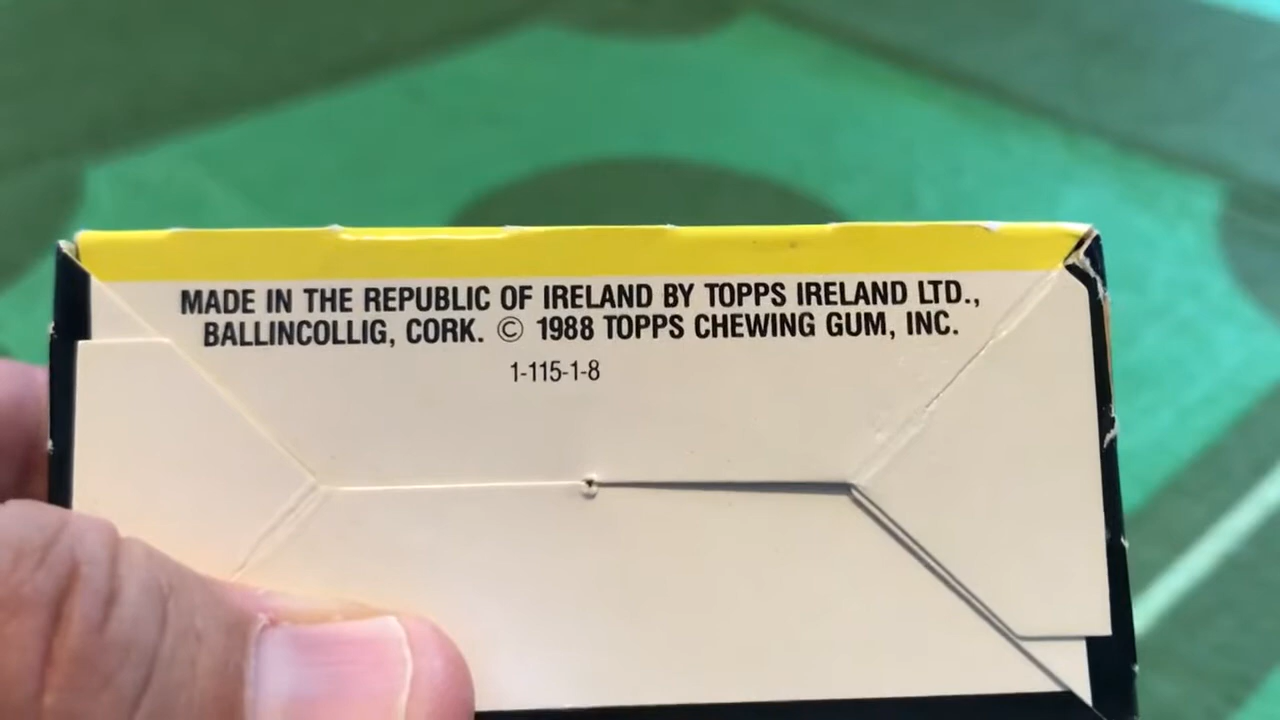 MADE IN THE REPUBLIC OF IRELAND BY TOPPS IRELAND LTD.,
BALLINCOLLIG, CORK. © 1988 TOPPS CHEWING GUM, INC.
1-115-1-8